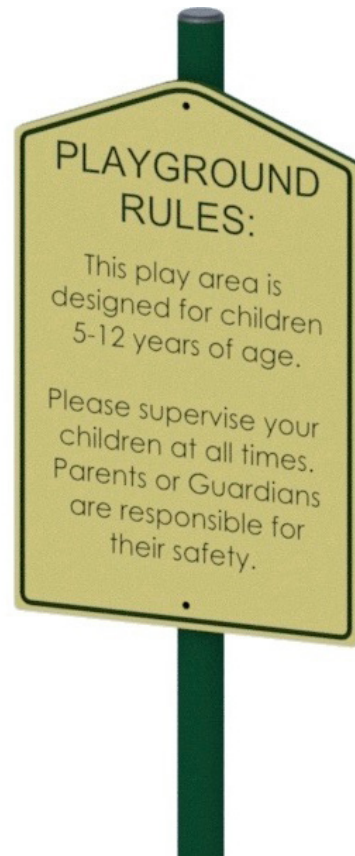 PLAYGROUND
RULES:
This play area is
designed for children
5-12 years of age.
Please supervise your
children at all times.
Parents or Guardians
are responsible for
their safety.